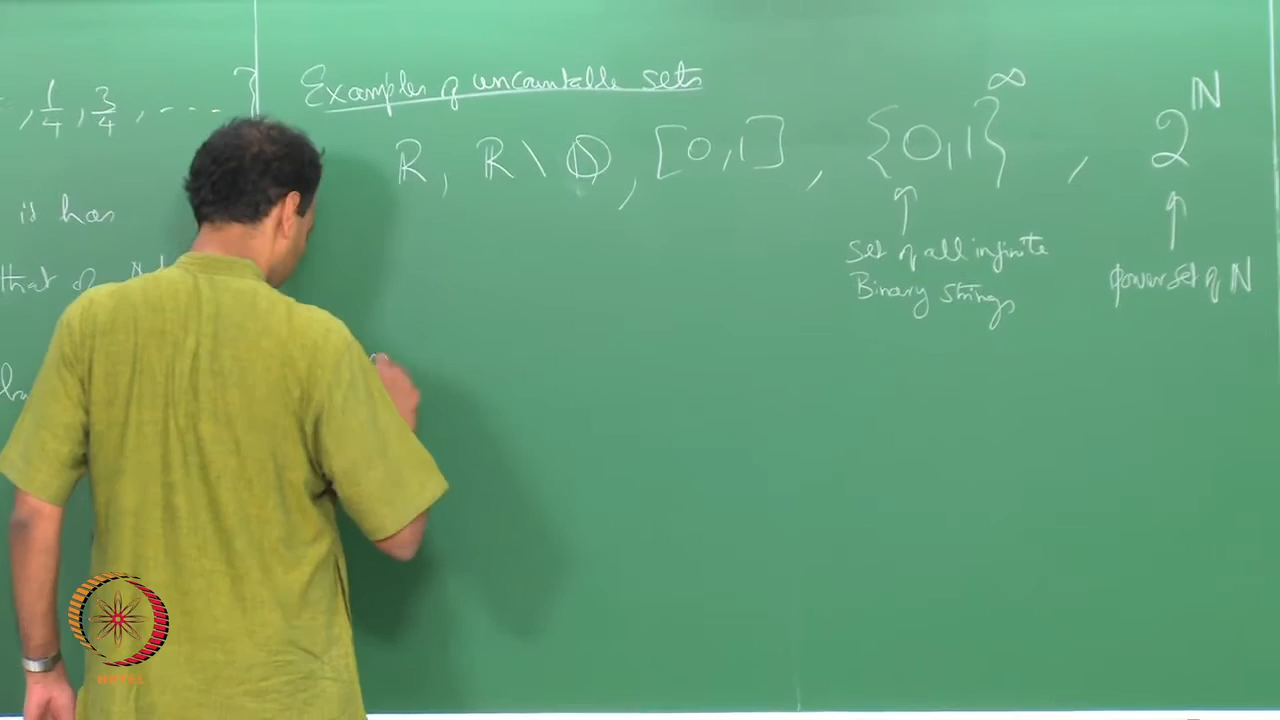 , 1/4 , 3/4 , - - - . }
is has
that of
Examples of uncountable sets
ℝ, ℝ \ ℚ, [0,1], {0,1}^∞, 2^ℕ
↑ ↑
Set of all infinite
Binary Strings
power set of ℕ
NPTEL